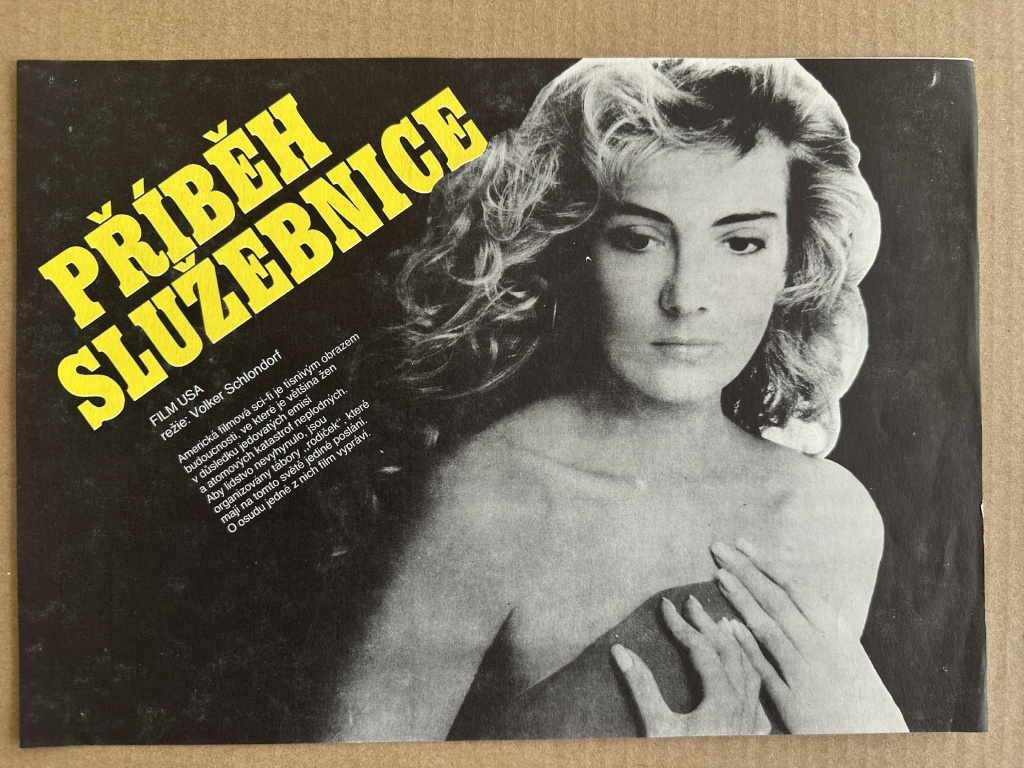 PŘÍBĚH
SLUŽEBNICE
FILM USA
režie: Volker Schlondorf
Americká filmová sci-fi je tísnivým obrazem
budoucnosti, ve které je většina žen
v důsledku jedovatých emisí
a atomových katastrof neplodných.
Aby lidstvo nevyhynulo, jsou
organizovány tábory „rodiček“, které
mají na tomto světě jediné poslání.
O osudu jedné z nich film vypráví.